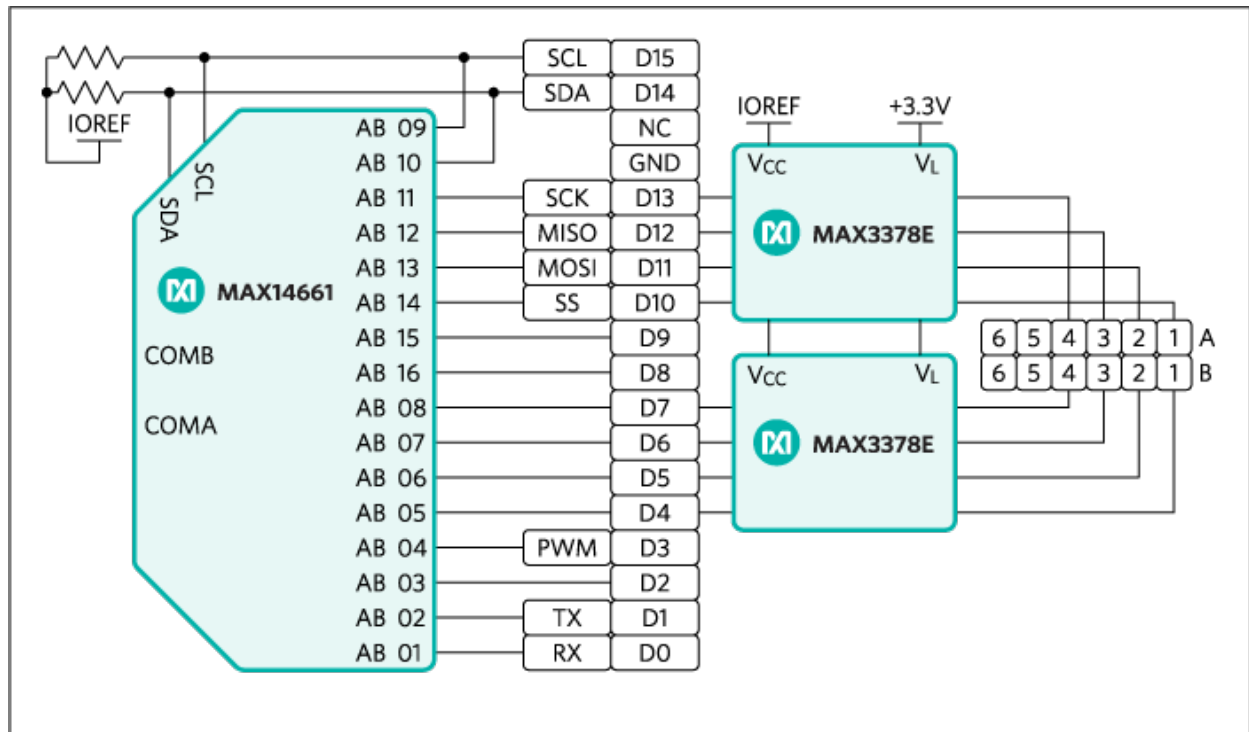 SCL D15
SDA D14
IOREF IOREF +3.3V
AB 09 NC
AB 10 GND VCC VL
SCL
SDA
AB 11 SCK D13
AB 12 MISO D12 MAX3378E
AB 13 MOSI D11
MAX14661
AB 14 SS D10
AB 15 D9 6 5 4 3 2 1 A
COMB
AB 16 D8 VCC VL 6 5 4 3 2 1 B
AB 08 D7
COMA
AB 07 D6 MAX3378E
AB 06 D5
AB 05 D4
AB 04 PWM D3
AB 03 D2
AB 02 TX D1
AB 01 RX D0